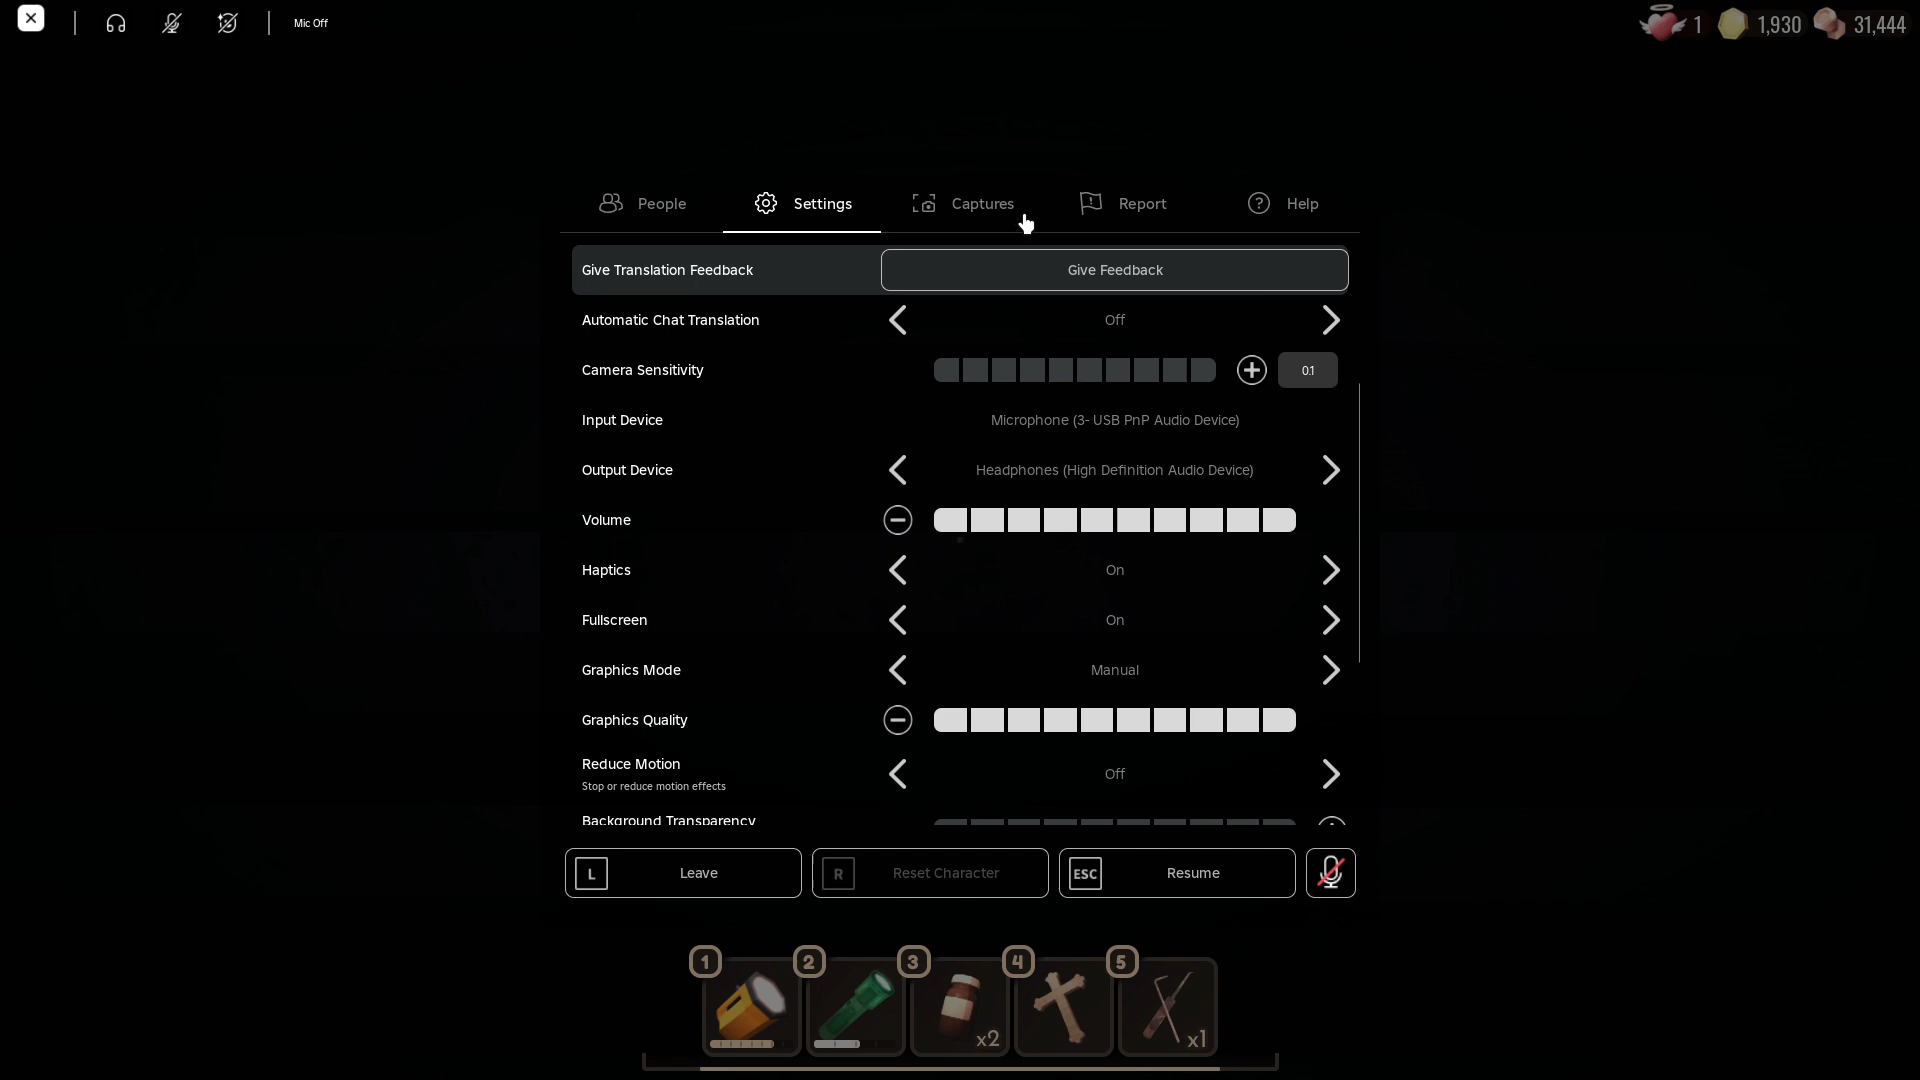 Mic Off
1
1,930
31,444
People
Settings
Captures
Report
Help
Give Translation Feedback
Give Feedback
Automatic Chat Translation
Off
Camera Sensitivity
0.1
Input Device
Microphone (3- USB PnP Audio Device)
Output Device
Headphones (High Definition Audio Device)
Volume
Haptics
On
Fullscreen
On
Graphics Mode
Manual
Graphics Quality
Reduce Motion
Off
Stop or reduce motion effects
Background Transparency
L
Leave
R
Reset Character
ESC
Resume
1
2
3
4
5
x2
x1